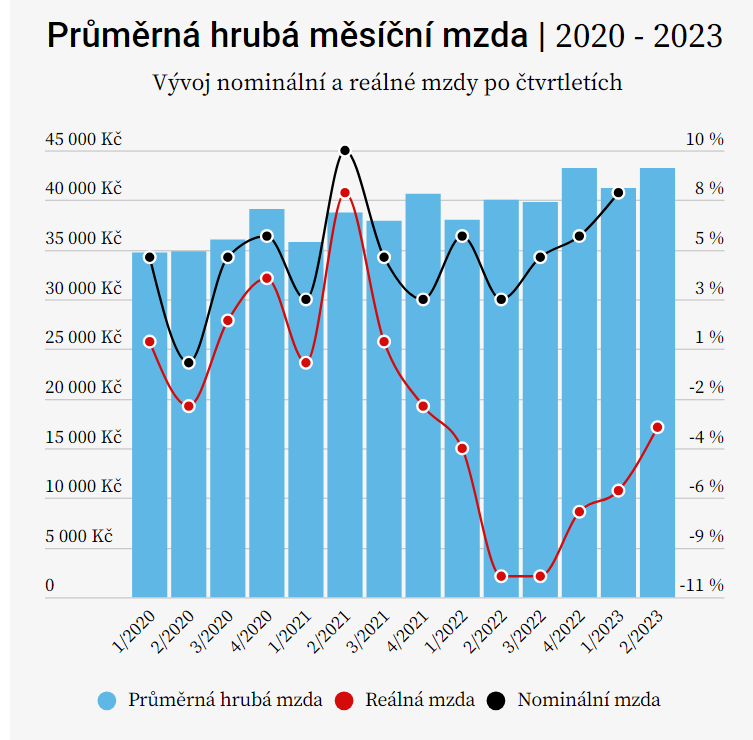 Průměrná hrubá měsíční mzda | 2020 - 2023
Vývoj nominální a reálné mzdy po čtvrtletích
45 000 Kč 10 %
40 000 Kč 8 %
35 000 Kč 5 %
30 000 Kč 3 %
25 000 Kč 1 %
20 000 Kč -2 %
15 000 Kč -4 %
10 000 Kč -6 %
5 000 Kč -9 %
0 -11 %
1/2020 2/2020 3/2020 4/2020 1/2021 2/2021 3/2021 4/2021 1/2022 2/2022 3/2022 4/2022 1/2023 2/2023
Průměrná hrubá mzda Reálná mzda Nominální mzda